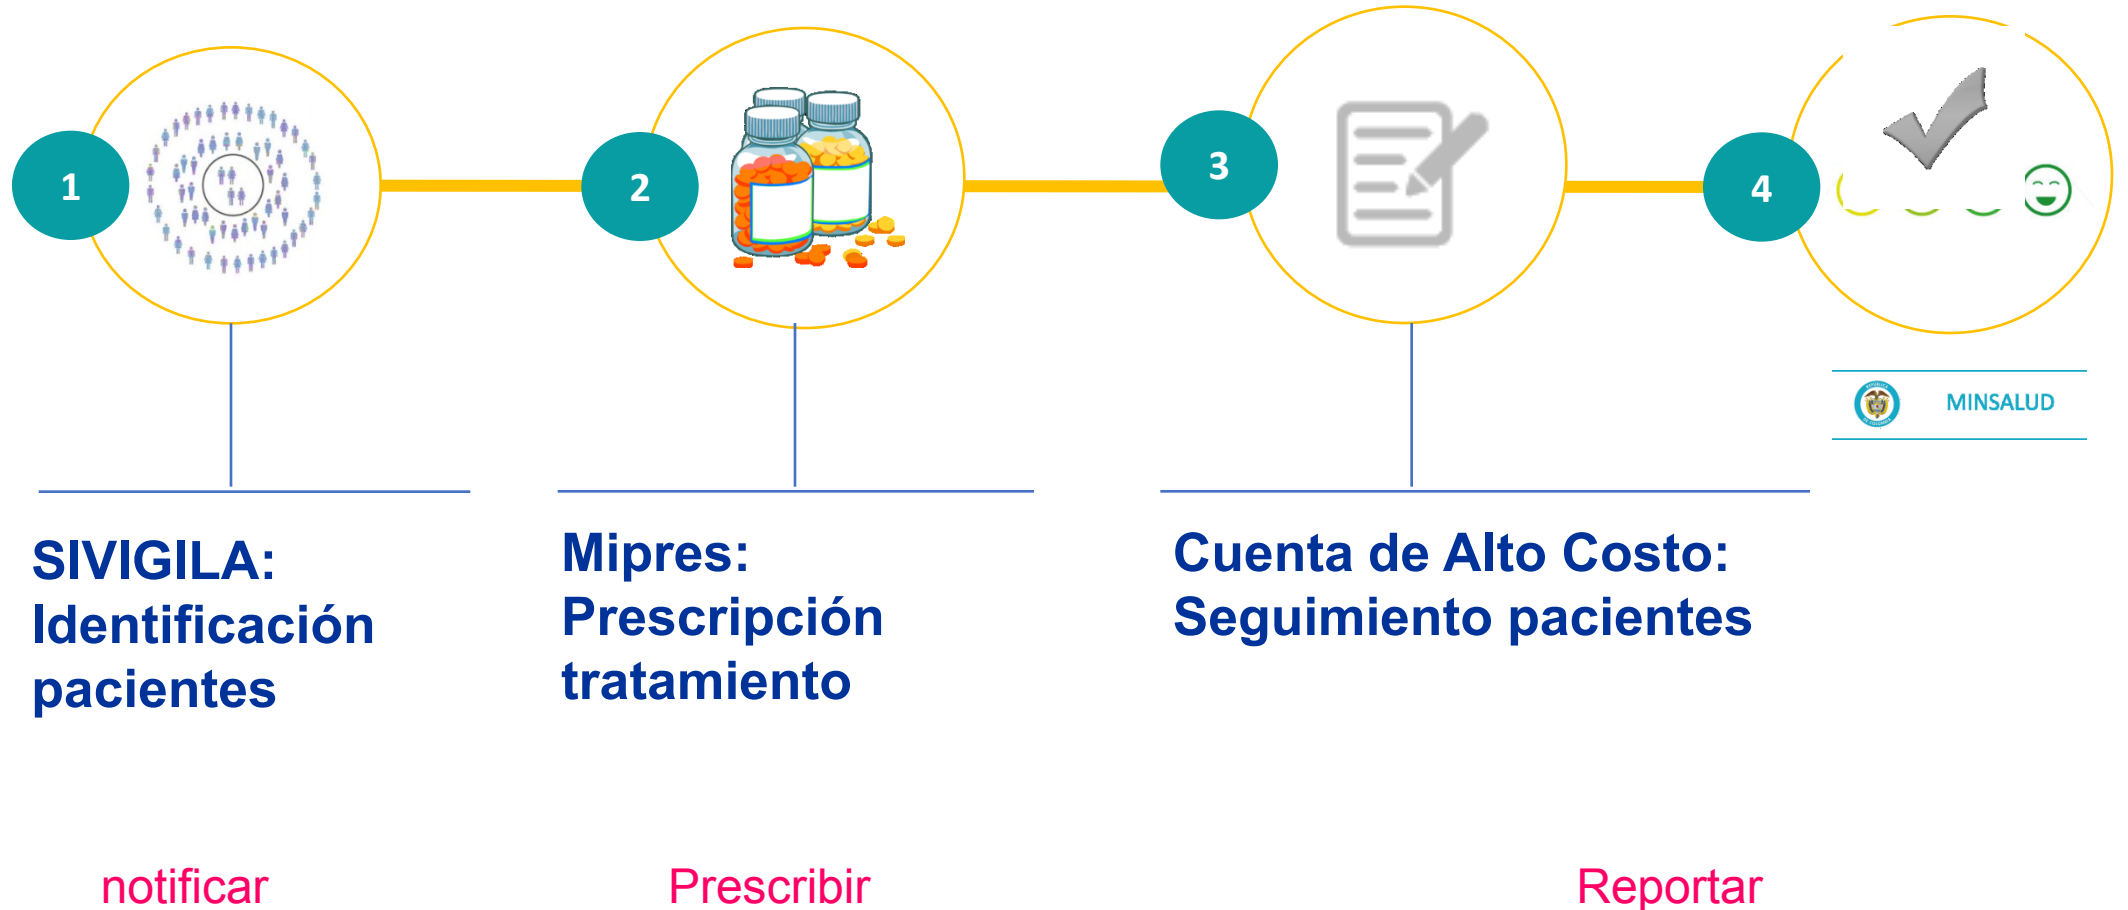 1
2
3
4
MINSALUD
SIVIGILA:
Identificación
pacientes
Mipres:
Prescripción
tratamiento
Cuenta de Alto Costo:
Seguimiento pacientes
notificar
Prescribir
Reportar